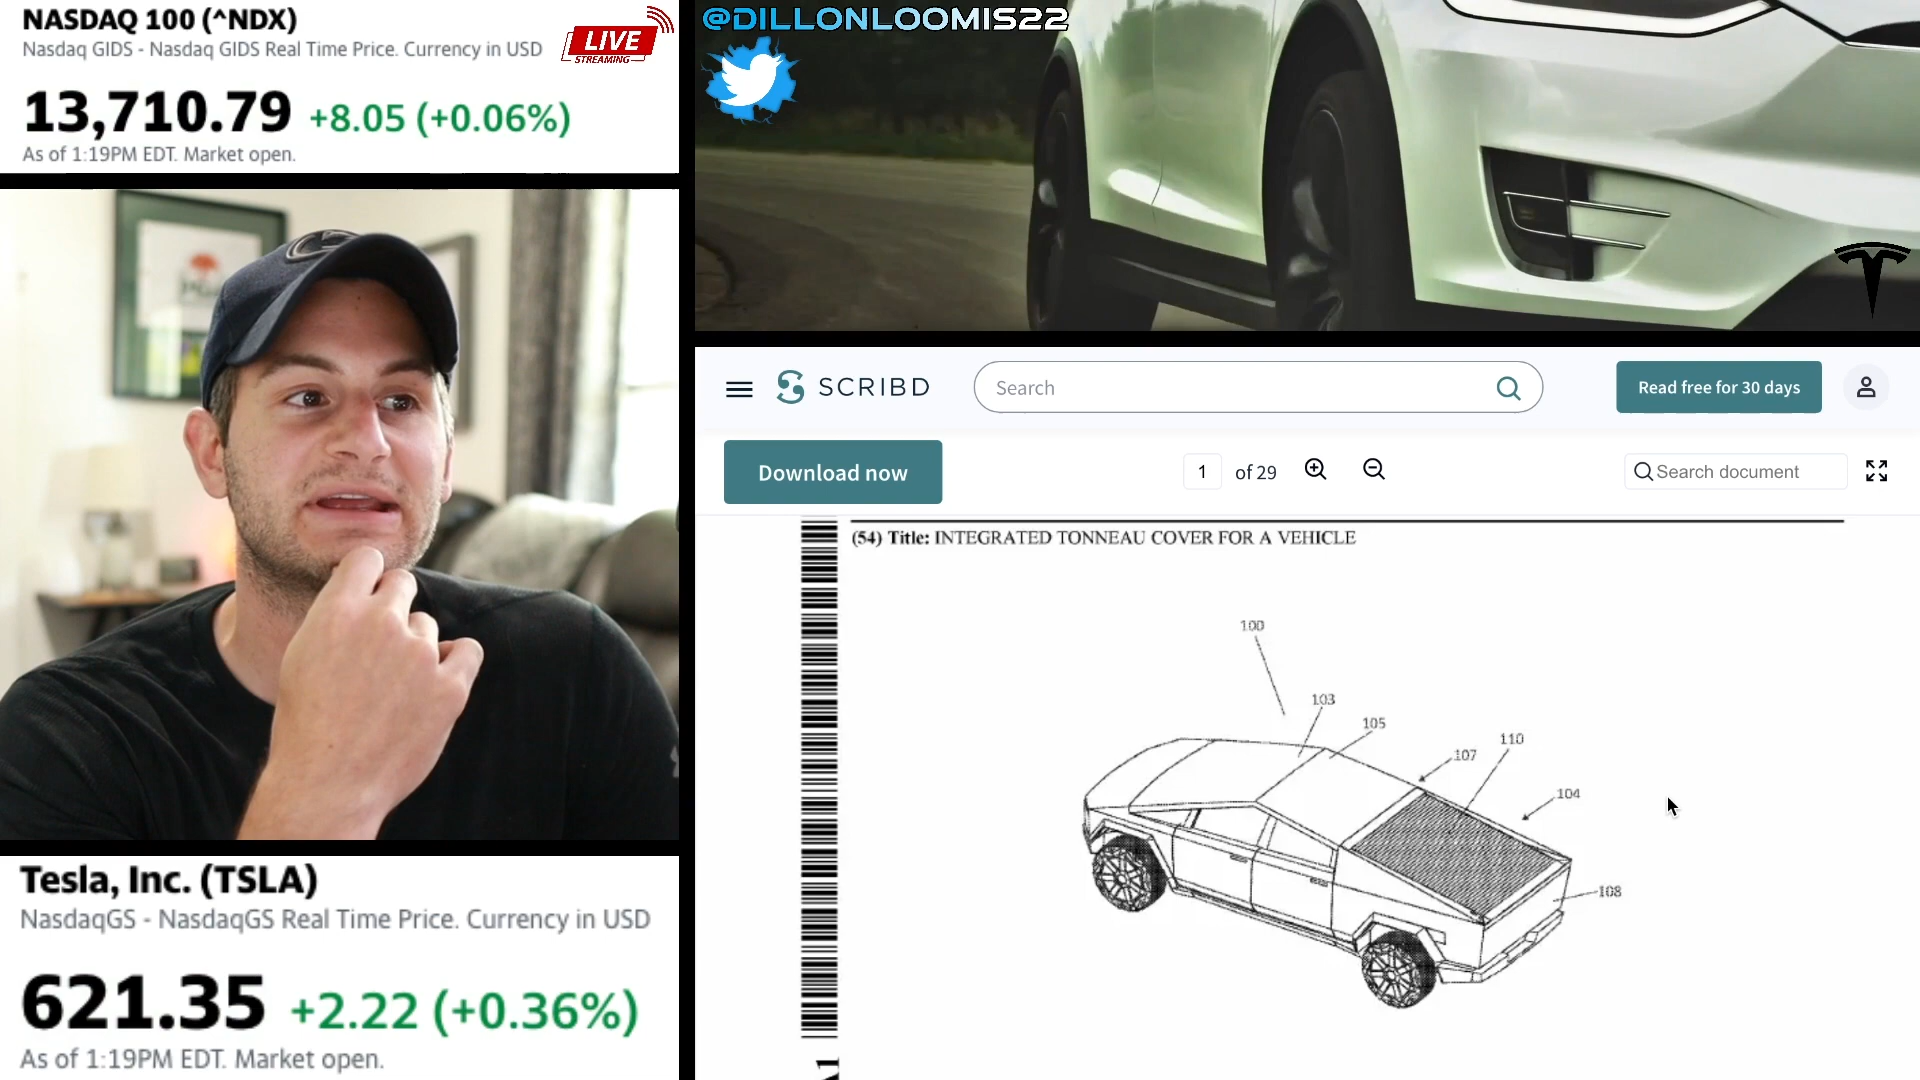 NASDAQ 100 (^NDX)
Nasdaq GIDS - Nasdaq GIDS Real Time Price. Currency in USD
LIVE
STREAMING
13,710.79 +8.05 (+0.06%)
As of 1:19PM EDT. Market open.
@DILLONLOOMIS22
SCRIBD
Search
Read free for 30 days
Download now
1 of 29
Search document
(54) Title: INTEGRATED TONNEAU COVER FOR A VEHICLE
100
103
105
110
107
104
108
A1
Tesla, Inc. (TSLA)
NasdaqGS - NasdaqGS Real Time Price. Currency in USD
621.35 +2.22 (+0.36%)
As of 1:19PM EDT. Market open.